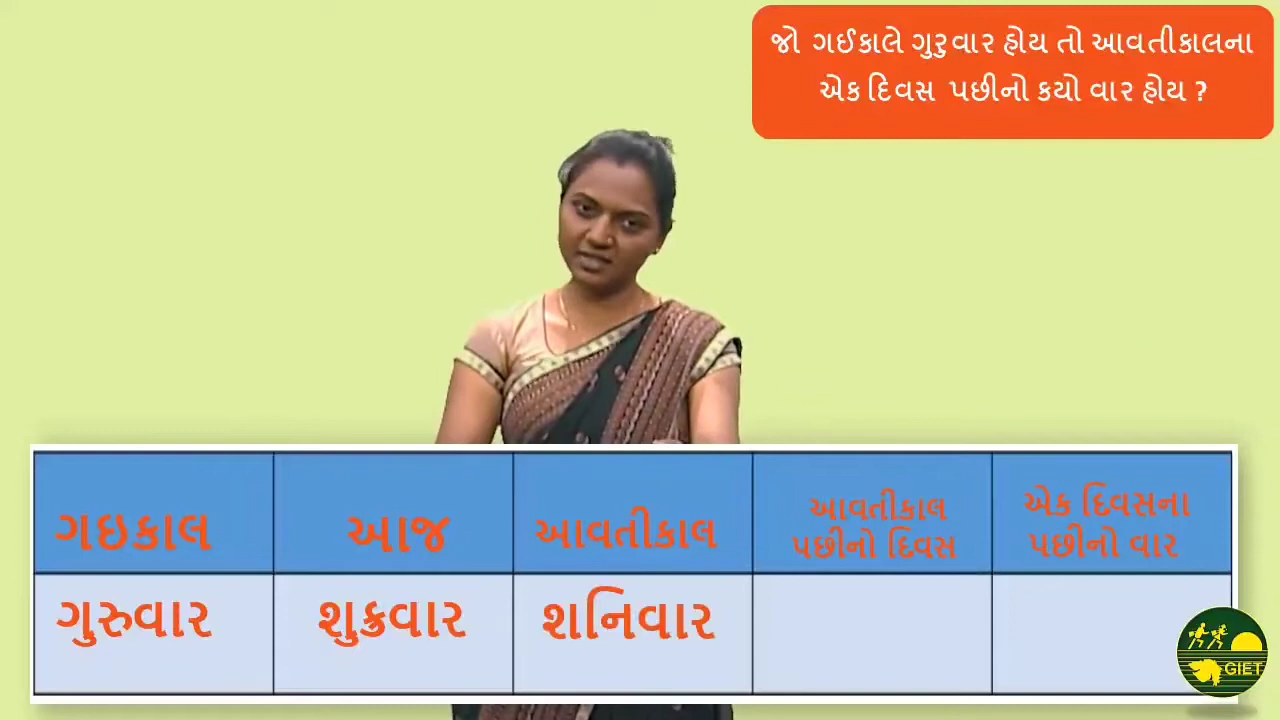 જો ગઈકાલે ગુરુવાર હોય તો આવતીકાલના
એક દિવસ પછીનો કયો વાર હોય ?
ગઇકાલ
આજ
આવતીકાલ
આવતીકાલ
પછીનો દિવસ
એક દિવસના
પછીનો વાર
ગુરુવાર
શુક્રવાર
શનિવાર
GIET